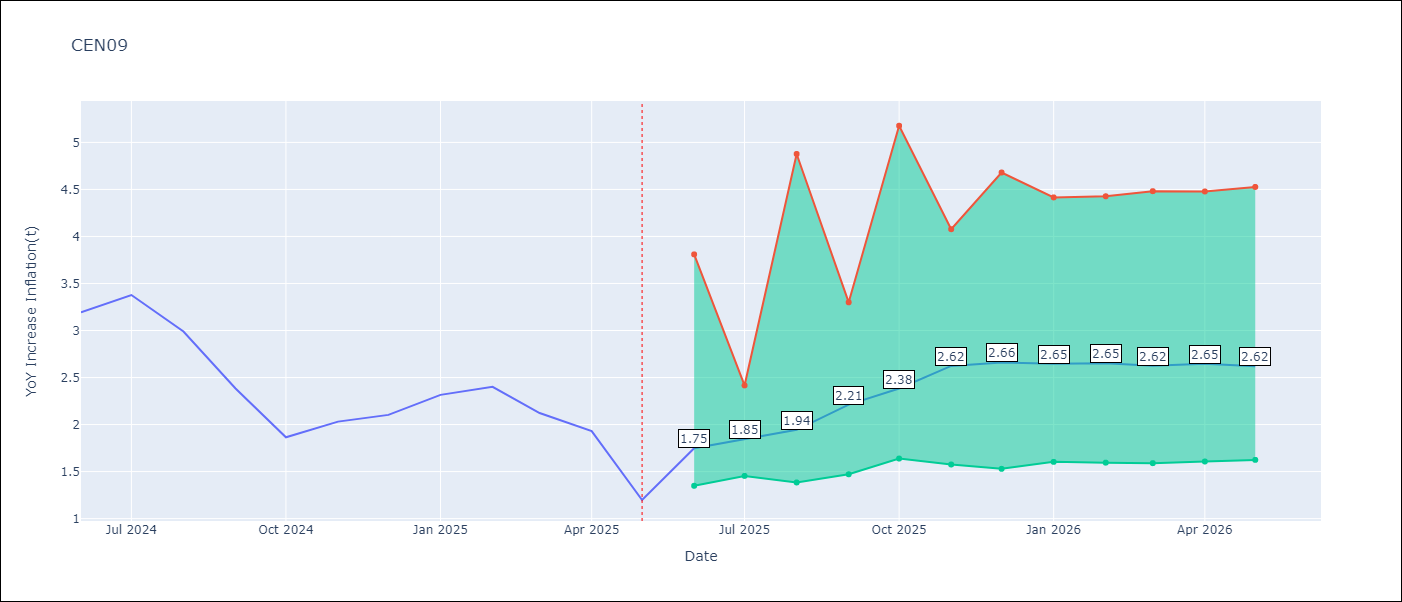 CEN09
YoY Increase Inflation(t)
5
4.5
4
3.5
3
2.5
2
1.5
1
1.75
1.85
1.94
2.21
2.38
2.62
2.66
2.65
2.65
2.62
2.65
2.62
Jul 2024
Oct 2024
Jan 2025
Apr 2025
Jul 2025
Oct 2025
Jan 2026
Apr 2026
Date